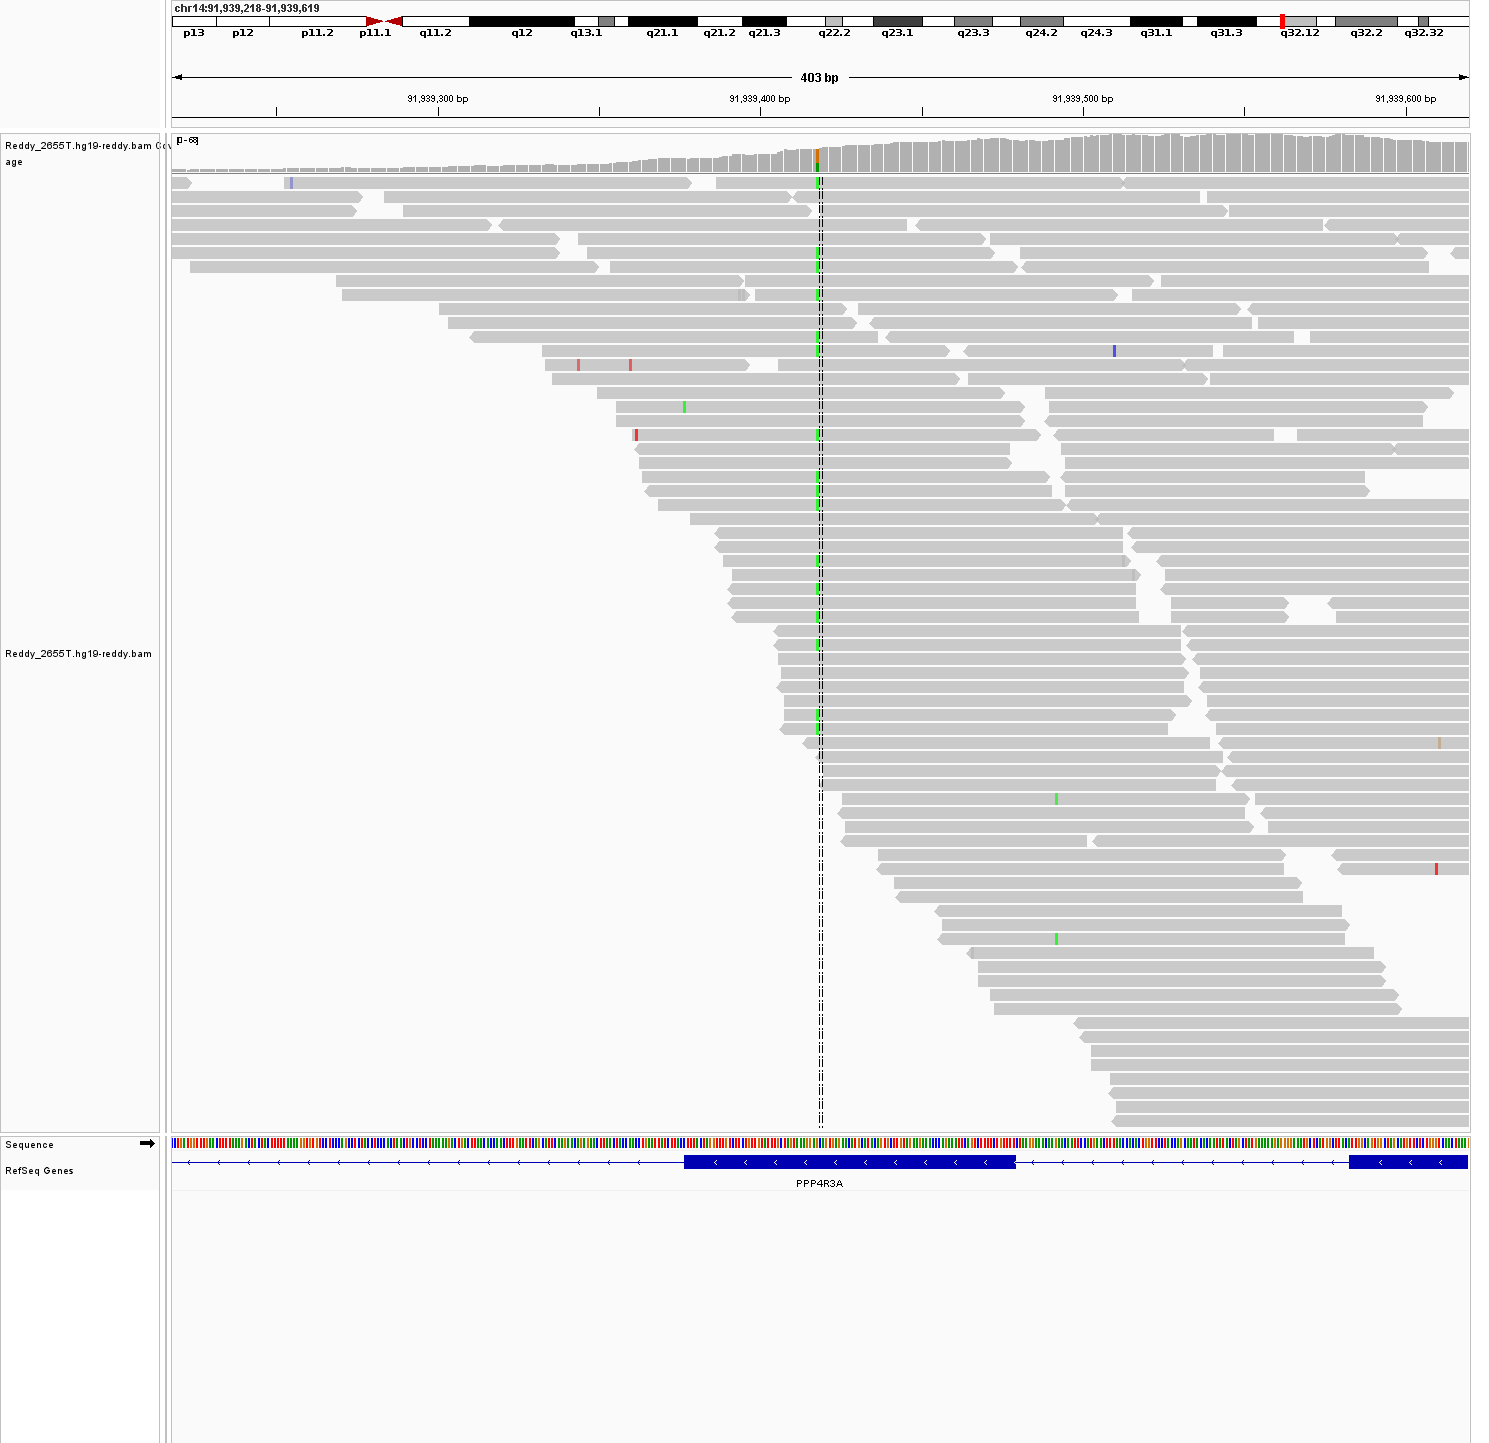 chr14:91,939,218-91,939,619
p13 p12 p11.2 p11.1 q11.2 q12 q13.1 q21.1 q21.2 q21.3 q22.2 q23.1 q23.3 q24.2 q24.3 q31.1 q31.3 q32.12 q32.2 q32.32
403 bp
91,939,300 bp 91,939,400 bp 91,939,500 bp 91,939,600 bp
[0 - 68]
Reddy_2655T.hg19-reddy.bam Cov
age
Reddy_2655T.hg19-reddy.bam
Sequence
RefSeq Genes
PPP4R3A